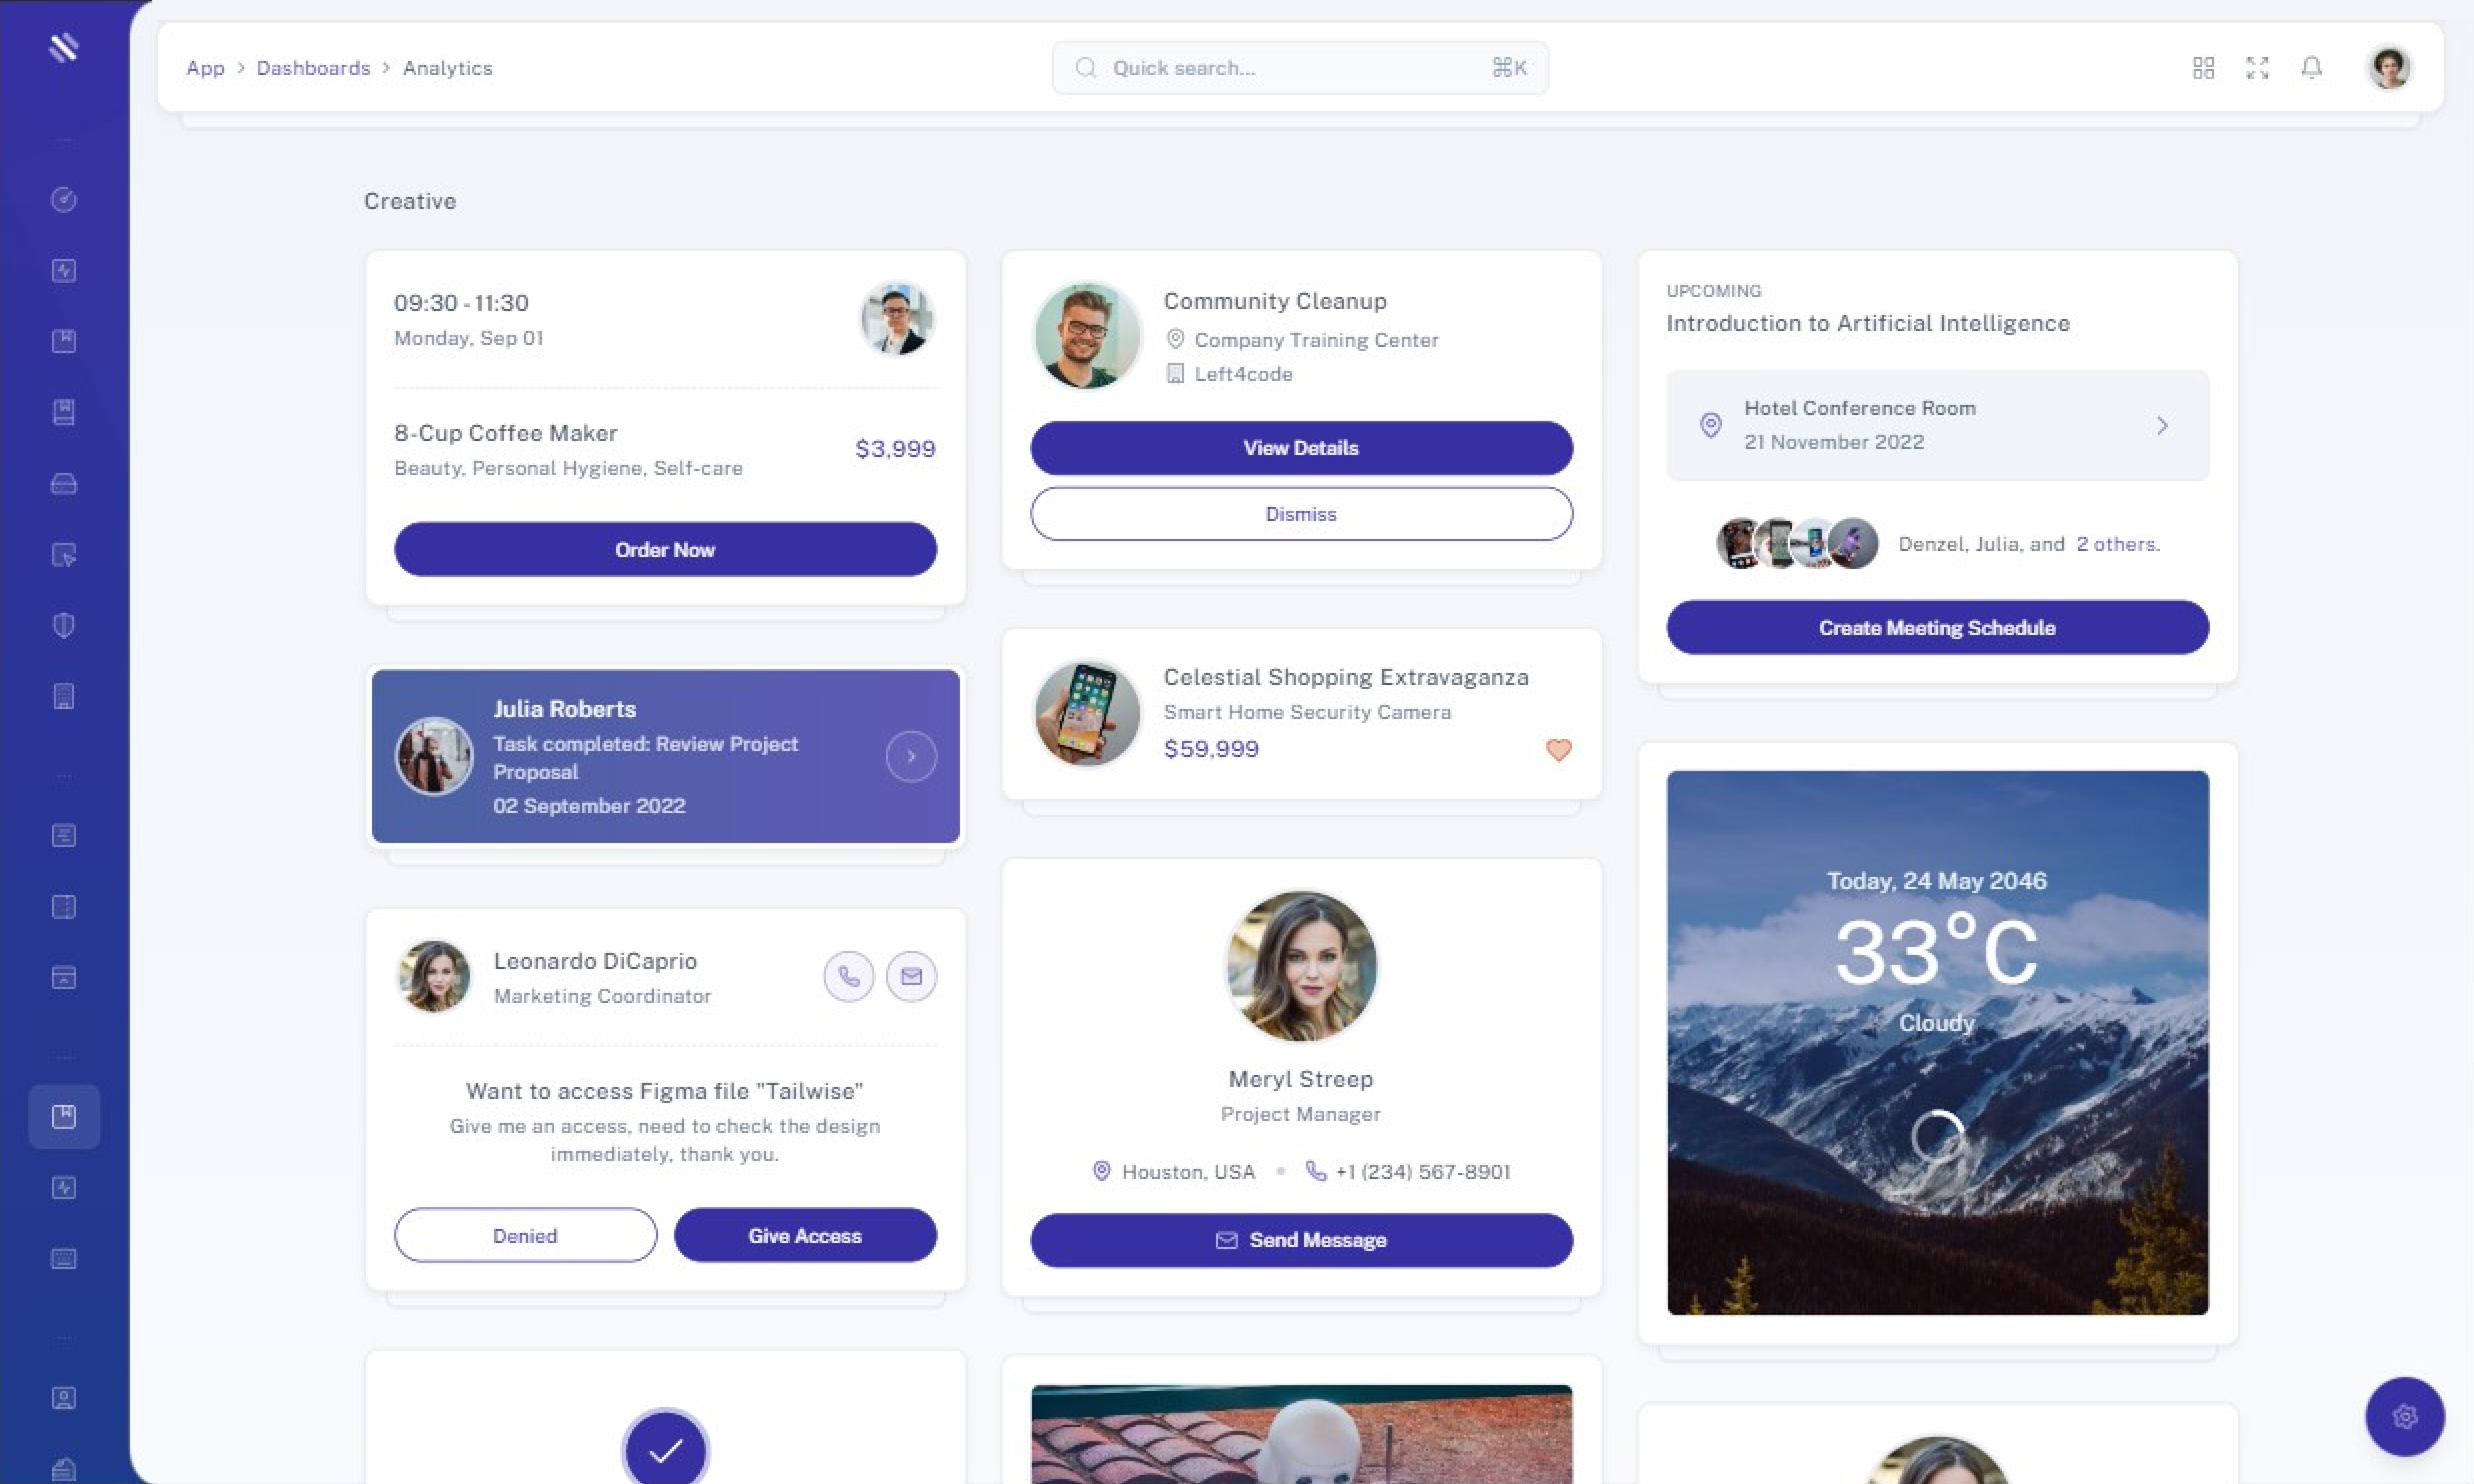 App > Dashboards > Analytics
Quick search... ⌘K
Creative
09:30 - 11:30
Monday, Sep 01
8-Cup Coffee Maker
Beauty, Personal Hygiene, Self-care
$3,999
Order Now
Julia Roberts
Task completed: Review Project
Proposal
02 September 2022
Leonardo DiCaprio
Marketing Coordinator
Want to access Figma file "Tailwise"
Give me an access, need to check the design
immediately, thank you.
Denied
Give Access
Community Cleanup
Company Training Center
Left4code
View Details
Dismiss
Celestial Shopping Extravaganza
Smart Home Security Camera
$59,999
Meryl Streep
Project Manager
Houston, USA • +1 (234) 567-8901
Send Message
UPCOMING
Introduction to Artificial Intelligence
Hotel Conference Room
21 November 2022
Denzel, Julia, and 2 others.
Create Meeting Schedule
Today, 24 May 2046
33°C
Cloudy